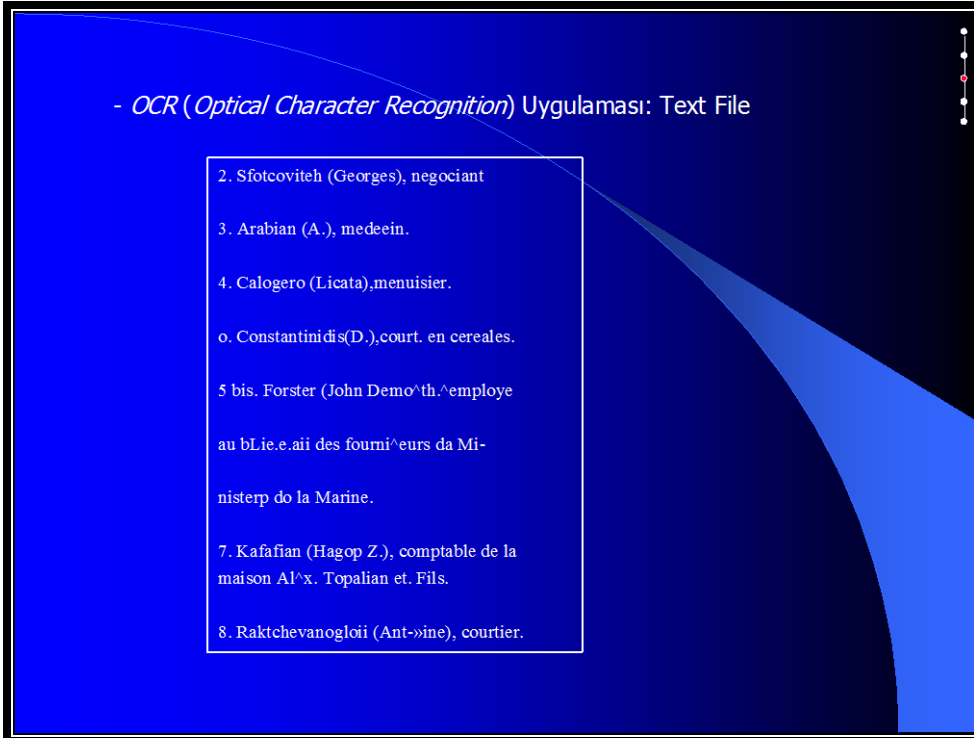 - OCR (Optical Character Recognition) Uygulaması: Text File
2. Sfotcoviteh (Georges), negociant
3. Arabian (A.), medeein.
4. Calogero (Licata),menuisier.
o. Constantinidis(D.),court. en cereales.
5 bis. Forster (John Demo^th.^employe
au bLie.e.aii des fourni^eurs da Mi-
nisterp do la Marine.
7. Kafafian (Hagop Z.), comptable de la
maison Al^x. Topalian et. Fils.
8. Raktchevanogloii (Ant-»ine), courtier.